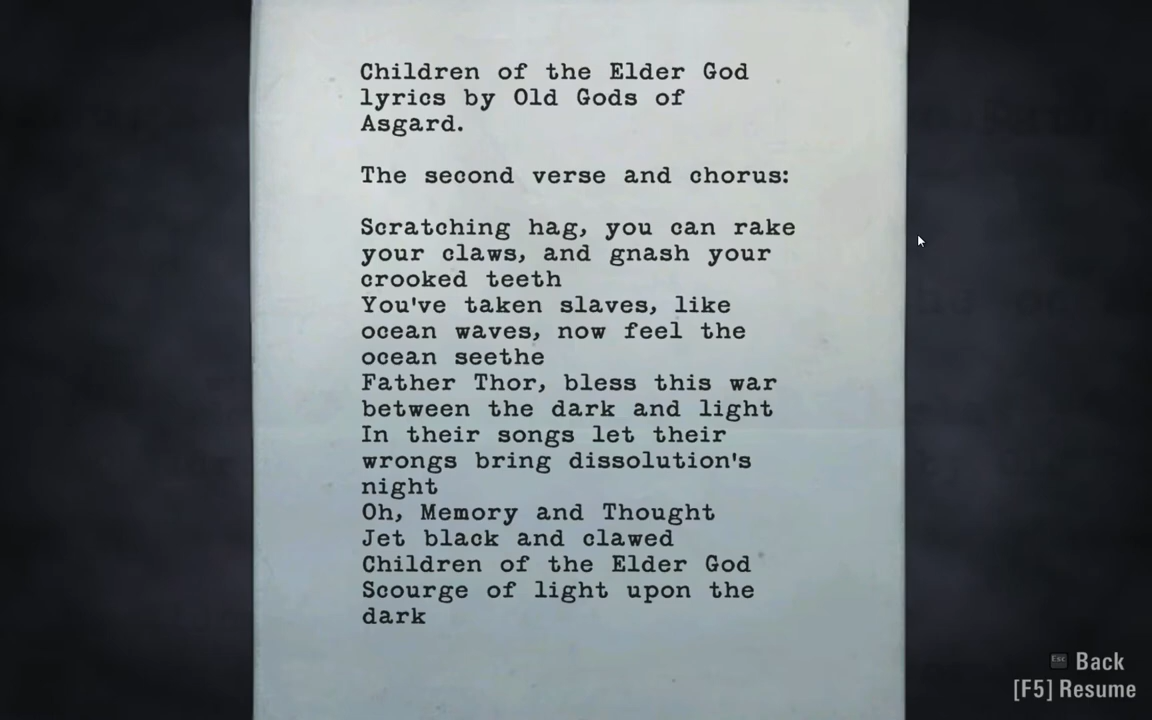 Children of the Elder God
lyrics by Old Gods of
Asgard.
The second verse and chorus:
Scratching hag, you can rake
your claws, and gnash your
crooked teeth
You've taken slaves, like
ocean waves, now feel the
ocean seethe
Father Thor, bless this war
between the dark and light
In their songs let their
wrongs bring dissolution's
night
Oh, Memory and Thought
Jet black and clawed
Children of the Elder God
Scourge of light upon the
dark
Esc Back
[F5] Resume